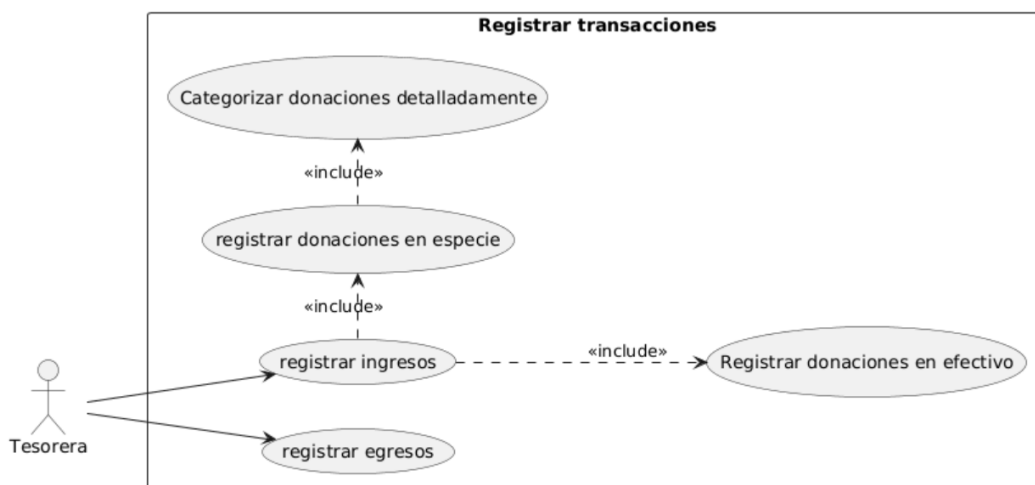 Registrar transacciones
Categorizar donaciones detalladamente
«include»
registrar donaciones en especie
«include»
registrar ingresos
«include»
Registrar donaciones en efectivo
Tesorera
registrar egresos